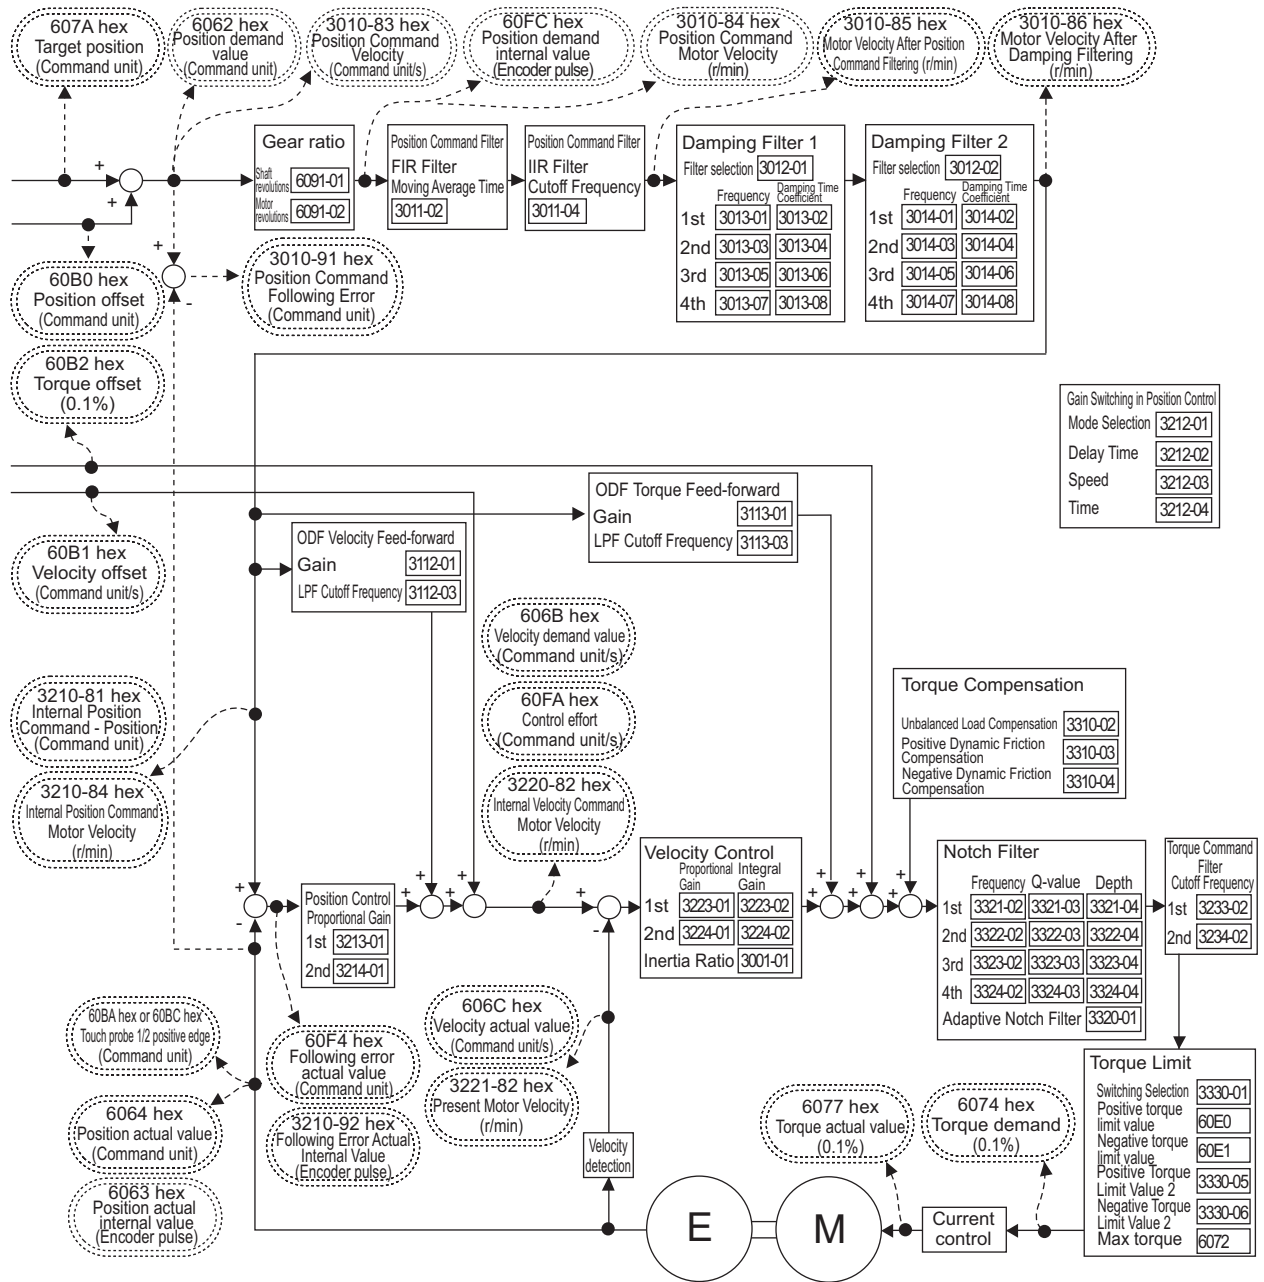 607A hex
Target position
(Command unit)
6062 hex
Position demand
value
(Command unit)
3010-83 hex
Position Command
Velocity
(Command unit/s)
60FC hex
Position demand
internal value
(Encoder pulse)
3010-84 hex
Position Command
Motor Velocity
(r/min)
3010-85 hex
Motor Velocity After Position
Command Filtering (r/min)
3010-86 hex
Motor Velocity After
Damping Filtering
(r/min)
+
+
Gear ratio
Shaft
revolutions
6091-01
Motor
revolutions
6091-02
Position Command Filter
FIR Filter
Moving Average Time
3011-02
Position Command Filter
IIR Filter
Cutoff Frequency
3011-04
Damping Filter 1
Filter selection 3012-01
Frequency Damping Time
Coefficient
1st 3013-01 3013-02
2nd 3013-03 3013-04
3rd 3013-05 3013-06
4th 3013-07 3013-08
Damping Filter 2
Filter selection 3012-02
Frequency Damping Time
Coefficient
1st 3014-01 3014-02
2nd 3014-03 3014-04
3rd 3014-05 3014-06
4th 3014-07 3014-08
+
-
60B0 hex
Position offset
(Command unit)
3010-91 hex
Position Command
Following Error
(Command unit)
60B2 hex
Torque offset
(0.1%)
Gain Switching in Position Control
Mode Selection 3212-01
Delay Time 3212-02
Speed 3212-03
Time 3212-04
ODF Torque Feed-forward
Gain 3113-01
LPF Cutoff Frequency 3113-03
ODF Velocity Feed-forward
Gain 3112-01
LPF Cutoff Frequency 3112-03
60B1 hex
Velocity offset
(Command unit/s)
606B hex
Velocity demand value
(Command unit/s)
60FA hex
Control effort
(Command unit/s)
3220-82 hex
Internal Velocity Command
Motor Velocity
(r/min)
3210-81 hex
Internal Position
Command - Position
(Command unit)
3210-84 hex
Internal Position Command
Motor Velocity
(r/min)
Torque Compensation
Unbalanced Load Compensation 3310-02
Positive Dynamic Friction
Compensation
3310-03
Negative Dynamic Friction
Compensation
3310-04
+
-
Position Control
Proportional Gain
1st 3213-01
2nd 3214-01
+
+
+
+
+
-
Velocity Control
Proportional Integral
Gain Gain
1st 3223-01 3223-02
2nd 3224-01 3224-02
Inertia Ratio 3001-01
+
+
+
+
+
+
Notch Filter
Frequency Q-value Depth
1st 3321-02 3321-03 3321-04
2nd 3322-02 3322-03 3322-04
3rd 3323-02 3323-03 3323-04
4th 3324-02 3324-03 3324-04
Adaptive Notch Filter 3320-01
Torque Command
Filter
Cutoff Frequency
1st 3233-02
2nd 3234-02
60BA hex or 60BC hex
Touch probe 1/2 positive edge
(Command unit)
6064 hex
Position actual value
(Command unit)
6063 hex
Position actual
internal value
(Encoder pulse)
60F4 hex
Following error
actual value
(Command unit)
3210-92 hex
Following Error Actual
Internal Value
(Encoder pulse)
606C hex
Velocity actual value
(Command unit/s)
3221-82 hex
Present Motor Velocity
(r/min)
Velocity
detection
E
M
6077 hex
Torque actual value
(0.1%)
6074 hex
Torque demand
(0.1%)
Current
control
Torque Limit
Switching Selection 3330-01
Positive torque
limit value
60E0
Negative torque
limit value
60E1
Positive Torque
Limit Value 2
3330-05
Negative Torque
Limit Value 2
3330-06
Max torque 6072